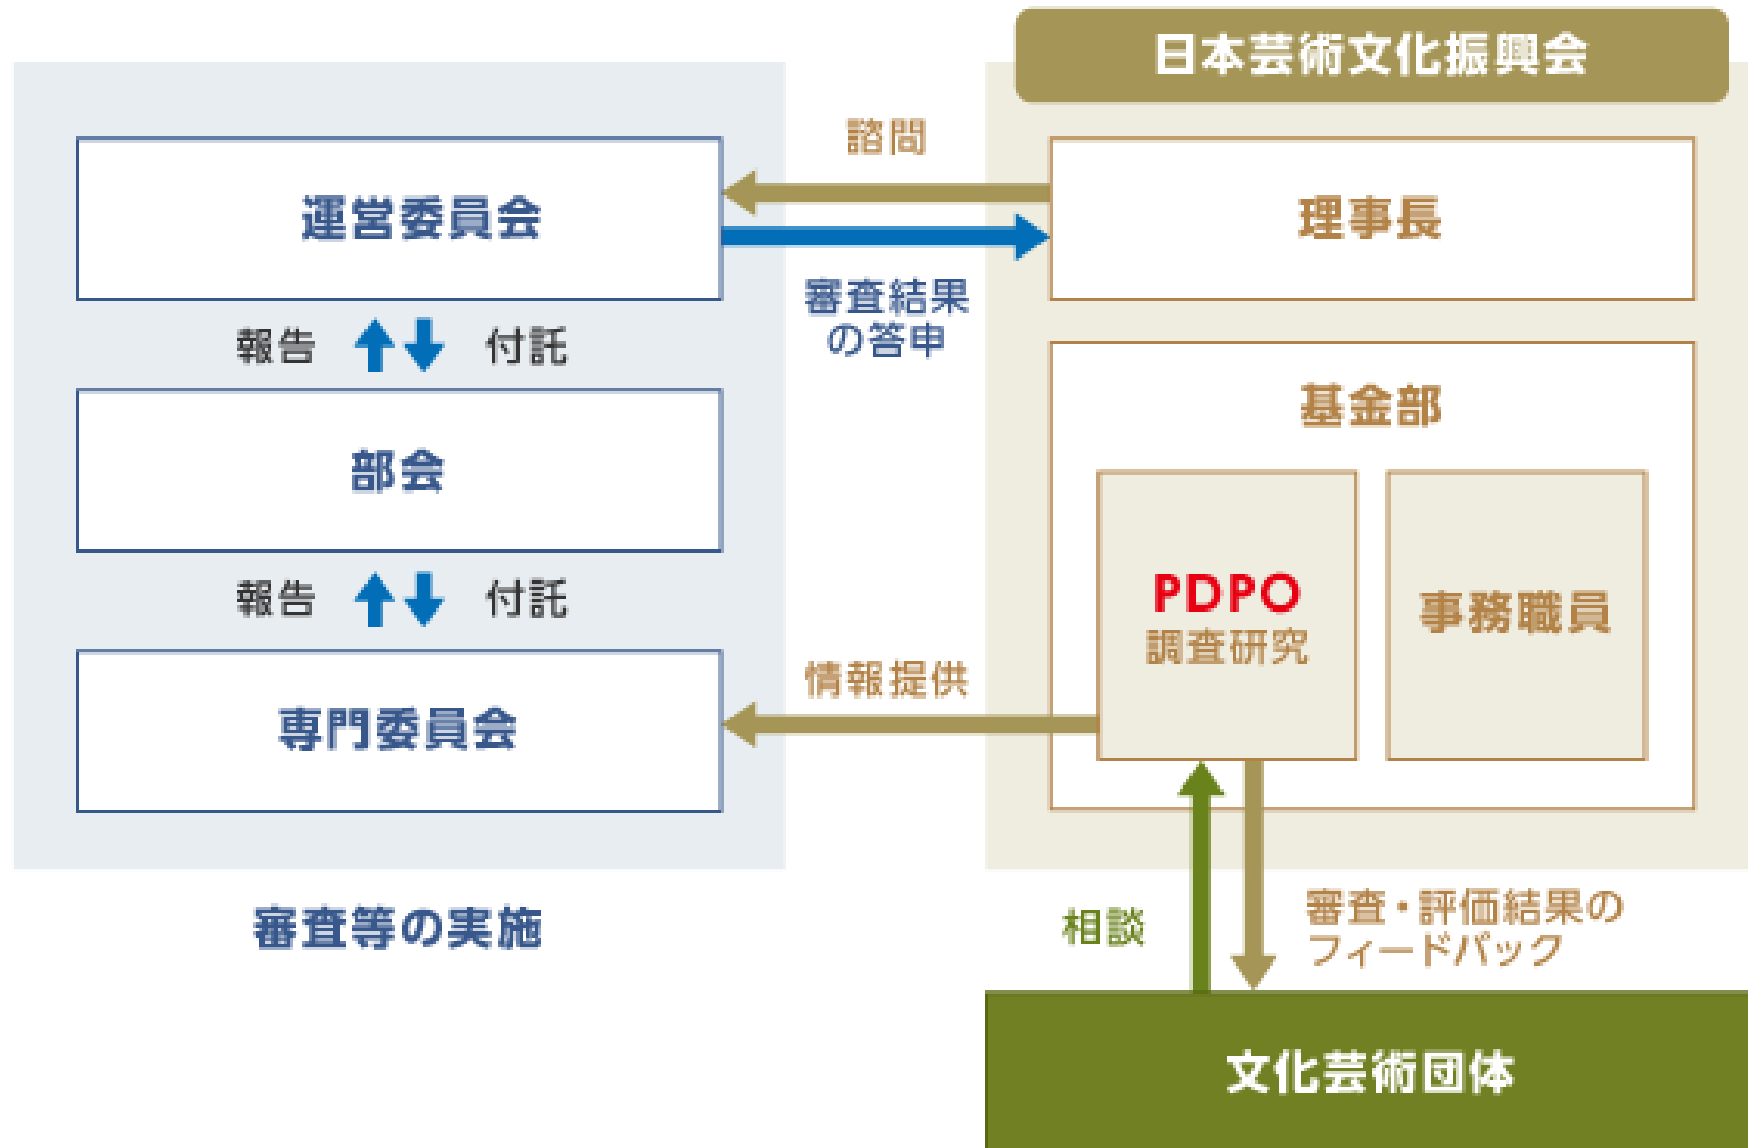 日本芸術文化振興会
諮問
運営委員会
理事長
審査結果
の答申
報告
付託
基金部
部会
PDPO
調査研究
事務職員
報告
付託
情報提供
専門委員会
審査等の実施
相談
審査・評価結果の
フィードバック
文化芸術団体